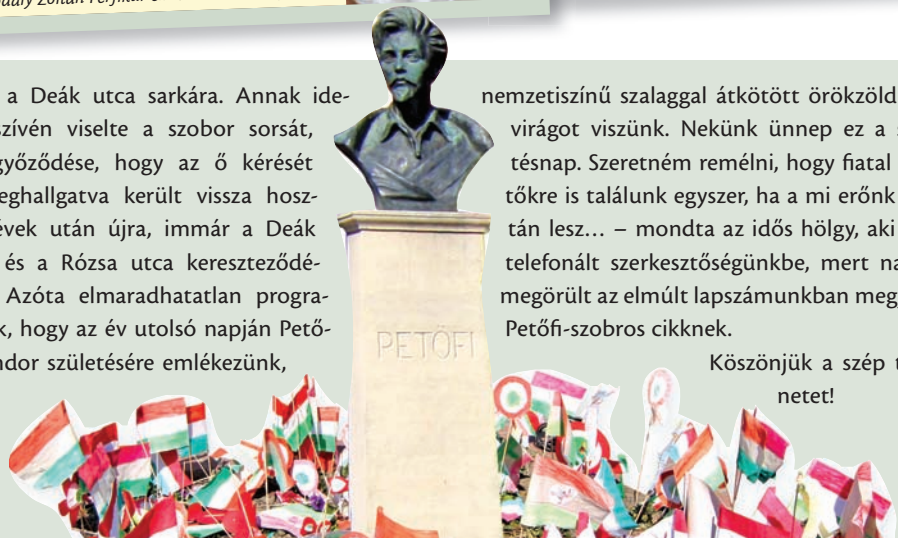 Zoltán Férfikar
a Deák utca sarkára. Annak ide-
szívén viselte a szobor sorsát,
győződése, hogy az ő kérését
eghallgatva került vissza hosz-
évek után újra, immár a Deák
és a Rózsa utca kereszteződé-
Azóta elmaradhatatlan progra-
k, hogy az év utolsó napján Pető-
ndor születésére emlékezünk,
PETŐFI
nemzetiszínű szalaggal átkötött örökzöld
virágot viszünk. Nekünk ünnep ez a
tésnap. Szeretném remélni, hogy fiatal
tőkre is találunk egyszer, ha a mi erőnk
tán lesz... – mondta az idős hölgy, aki
telefonált szerkesztőségünkbe, mert na
megörült az elmúlt lapszámunkban meg
Petőfi-szobros cikknek.
Köszönjük a szép t
netet!